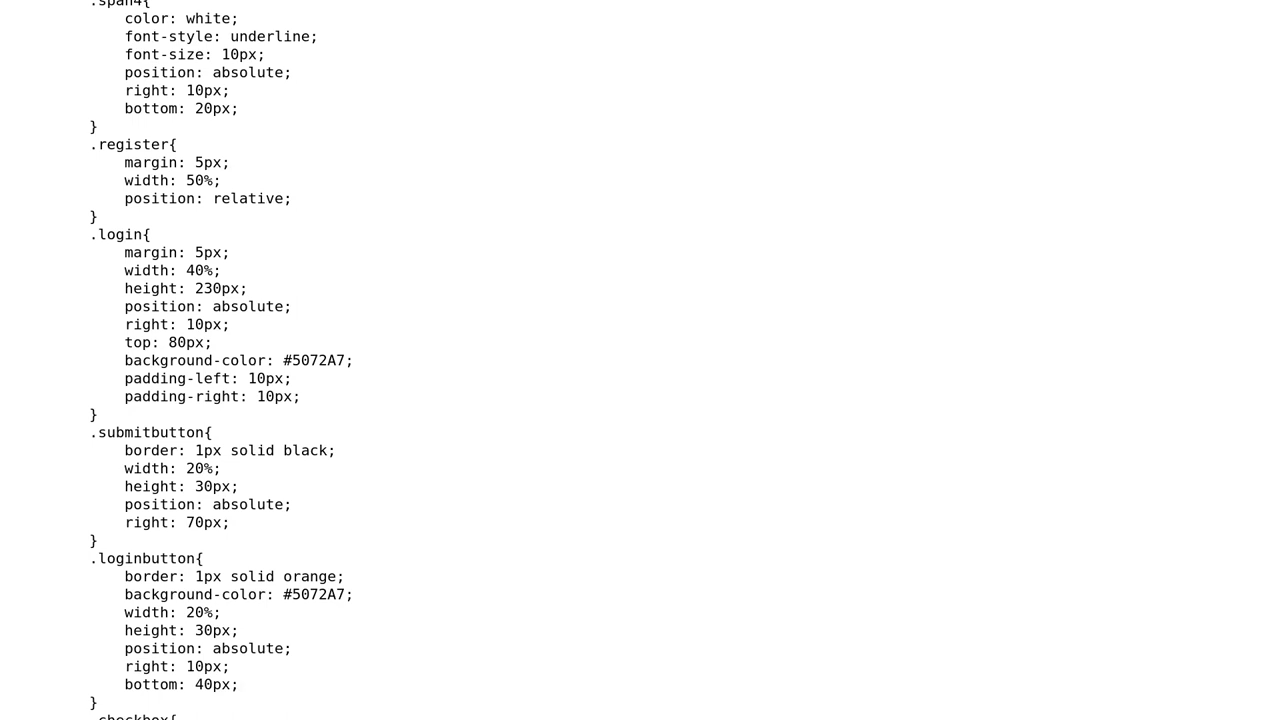 .span4{
    color: white;
    font-style: underline;
    font-size: 10px;
    position: absolute;
    right: 10px;
    bottom: 20px;
}
.register{
    margin: 5px;
    width: 50%;
    position: relative;
}
.login{
    margin: 5px;
    width: 40%;
    height: 230px;
    position: absolute;
    right: 10px;
    top: 80px;
    background-color: #5072A7;
    padding-left: 10px;
    padding-right: 10px;
}
.submitbutton{
    border: 1px solid black;
    width: 20%;
    height: 30px;
    position: absolute;
    right: 70px;
}
.loginbutton{
    border: 1px solid orange;
    background-color: #5072A7;
    width: 20%;
    height: 30px;
    position: absolute;
    right: 10px;
    bottom: 40px;
}
.checkbox{